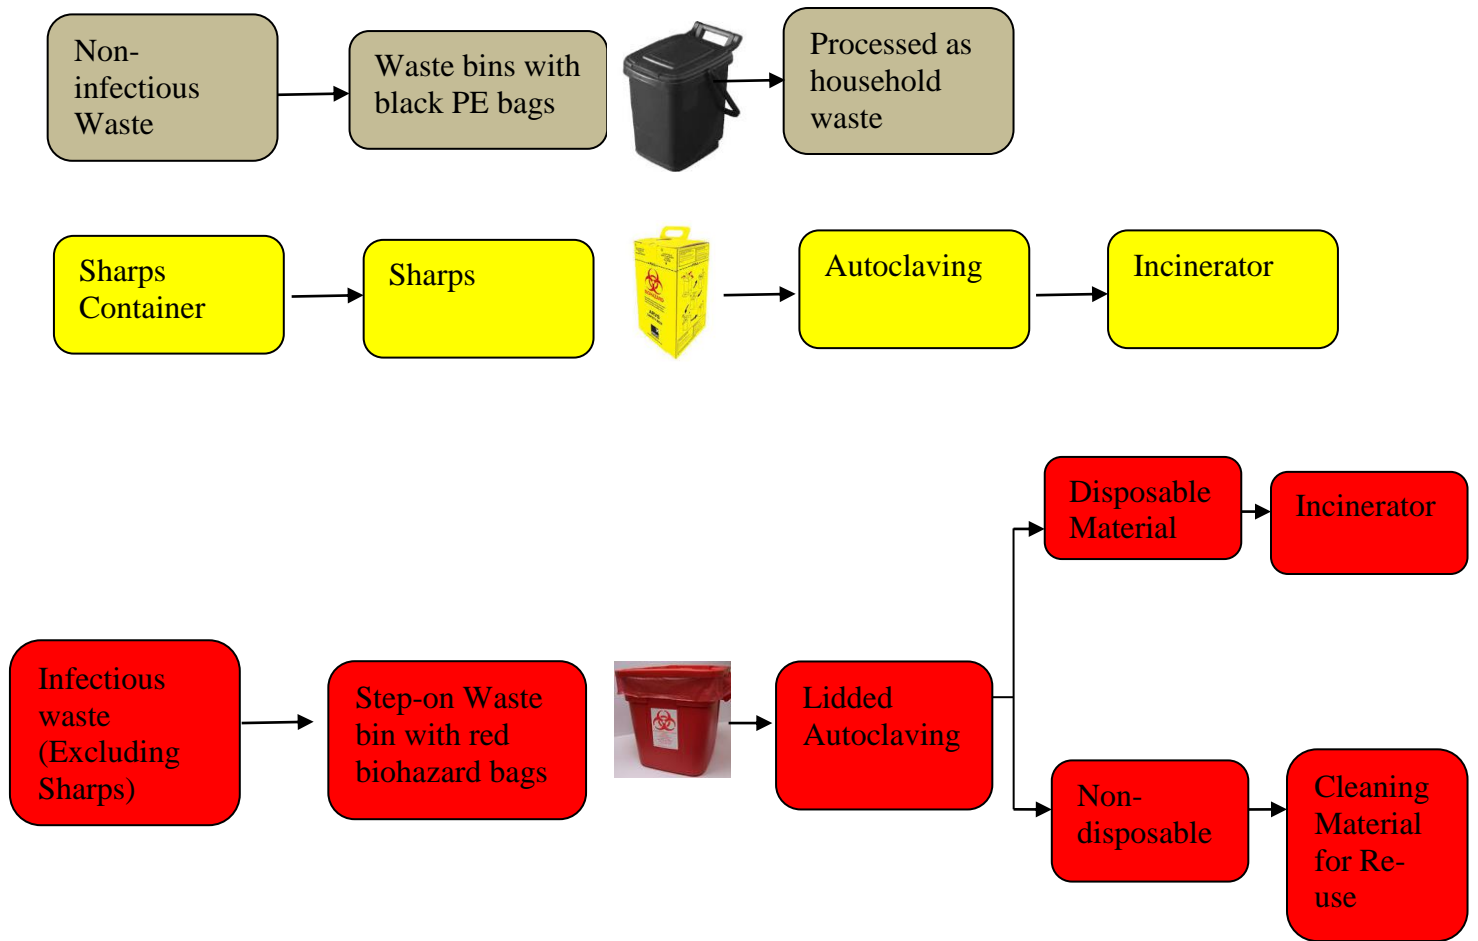 Non-
infectious
Waste
Waste bins with
black PE bags
Processed as
household
waste
Sharps
Container
Sharps
BIOHAZARD
Autoclaving
Incinerator
Infectious
waste
(Excluding
Sharps)
Step-on Waste
bin with red
biohazard bags
Lidded
Autoclaving
Disposable
Material
Incinerator
Non-
disposable
Cleaning
Material
for Re-
use